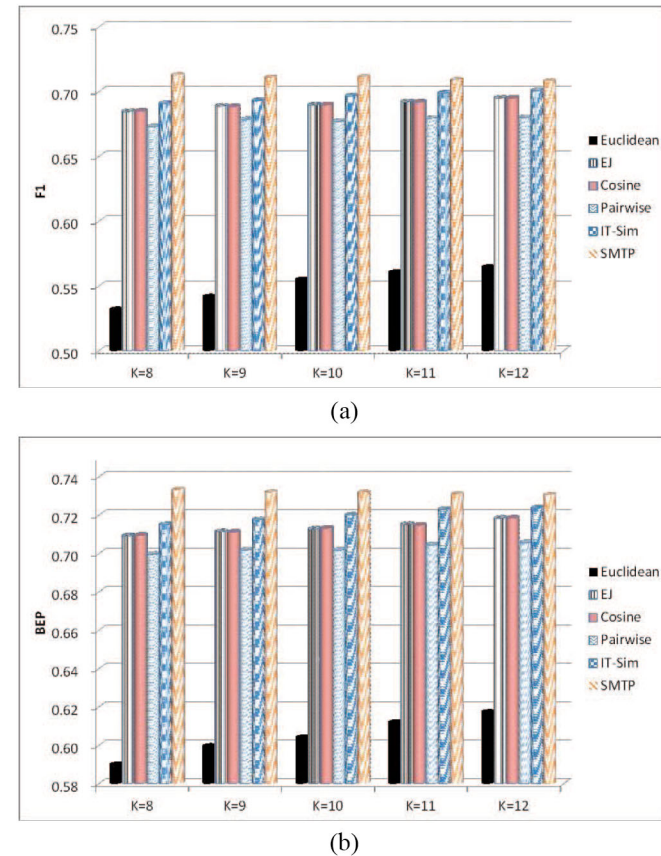 0.75
0.70
0.65
0.60
0.55
0.50
F1
K=8 K=9 K=10 K=11 K=12
Euclidean
EJ
Cosine
Pairwise
IT-Sim
SMTP
(a)
0.74
0.72
0.70
0.68
0.66
0.64
0.62
0.60
0.58
BEP
K=8 K=9 K=10 K=11 K=12
Euclidean
EJ
Cosine
Pairwise
IT-Sim
SMTP
(b)